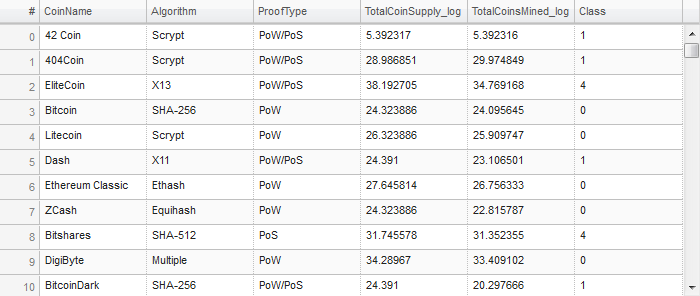 # CoinName Algorithm ProofType TotalCoinSupply_log TotalCoinsMined_log Class
0 42 Coin Scrypt PoW/PoS 5.392317 5.392316 1
1 404Coin Scrypt PoW/PoS 28.986851 29.974849 1
2 EliteCoin X13 PoW/PoS 38.192705 34.769168 4
3 Bitcoin SHA-256 PoW 24.323886 24.095645 0
4 Litecoin Scrypt PoW 26.323886 25.909747 0
5 Dash X11 PoW/PoS 24.391 23.106501 1
6 Ethereum Classic Ethash PoW 27.645814 26.756333 0
7 ZCash Equihash PoW 24.323886 22.815787 0
8 Bitshares SHA-512 PoS 31.745578 31.352355 4
9 DigiByte Multiple PoW 34.28967 33.409102 0
10 BitcoinDark SHA-256 PoW/PoS 24.391 20.297666 1